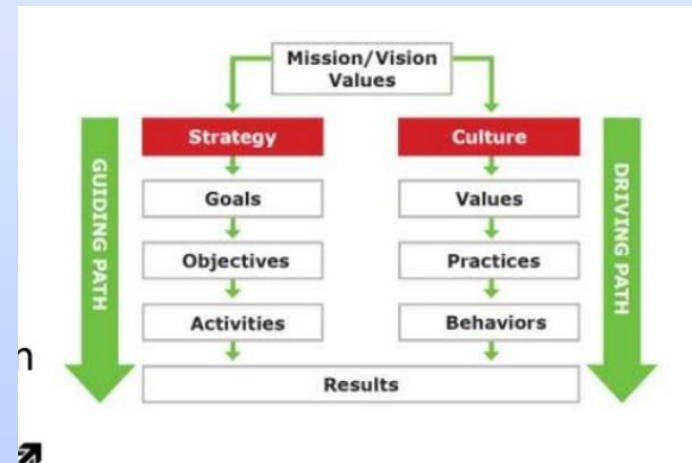 Mission/Vision
Values
Strategy
Culture
GUIDING PATH
DRIVING PATH
Goals
Values
Objectives
Practices
Activities
Behaviors
Results